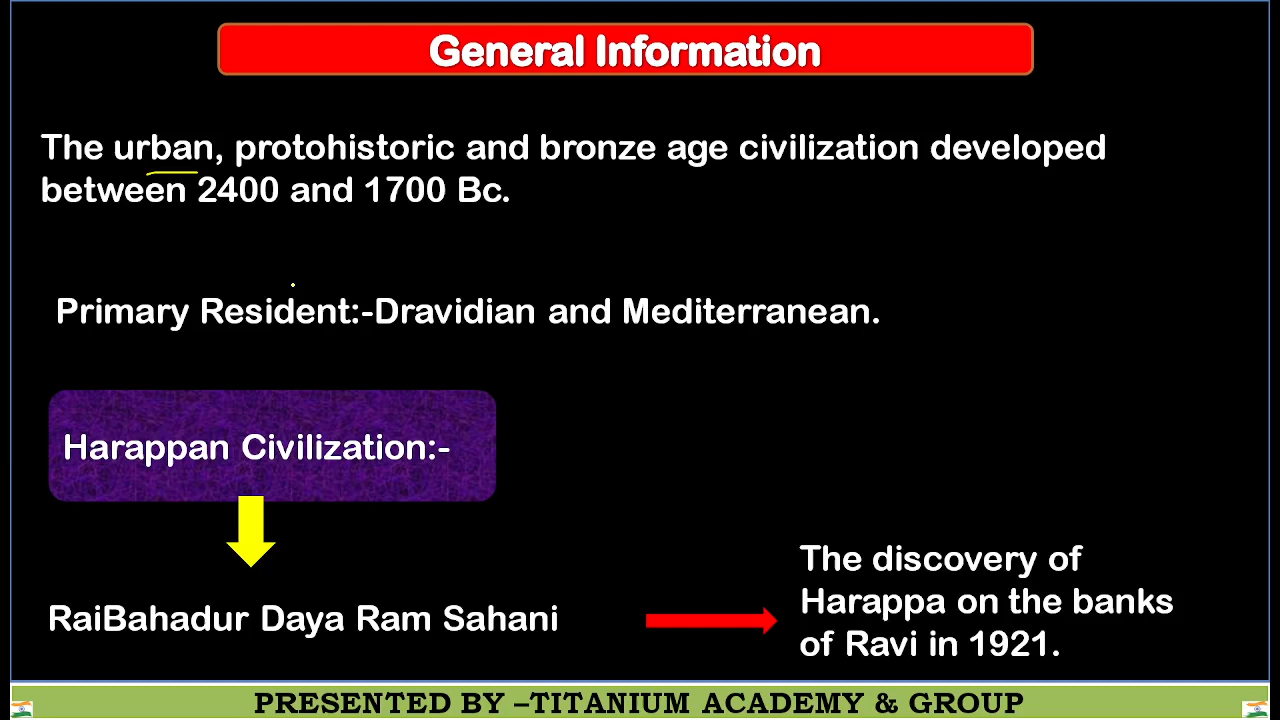 General Information
The urban, protohistoric and bronze age civilization developed
between 2400 and 1700 Bc.
Primary Resident:-Dravidian and Mediterranean.
Harappan Civilization:-
RaiBahadur Daya Ram Sahani
The discovery of
Harappa on the banks
of Ravi in 1921.
PRESENTED BY –TITANIUM ACADEMY & GROUP